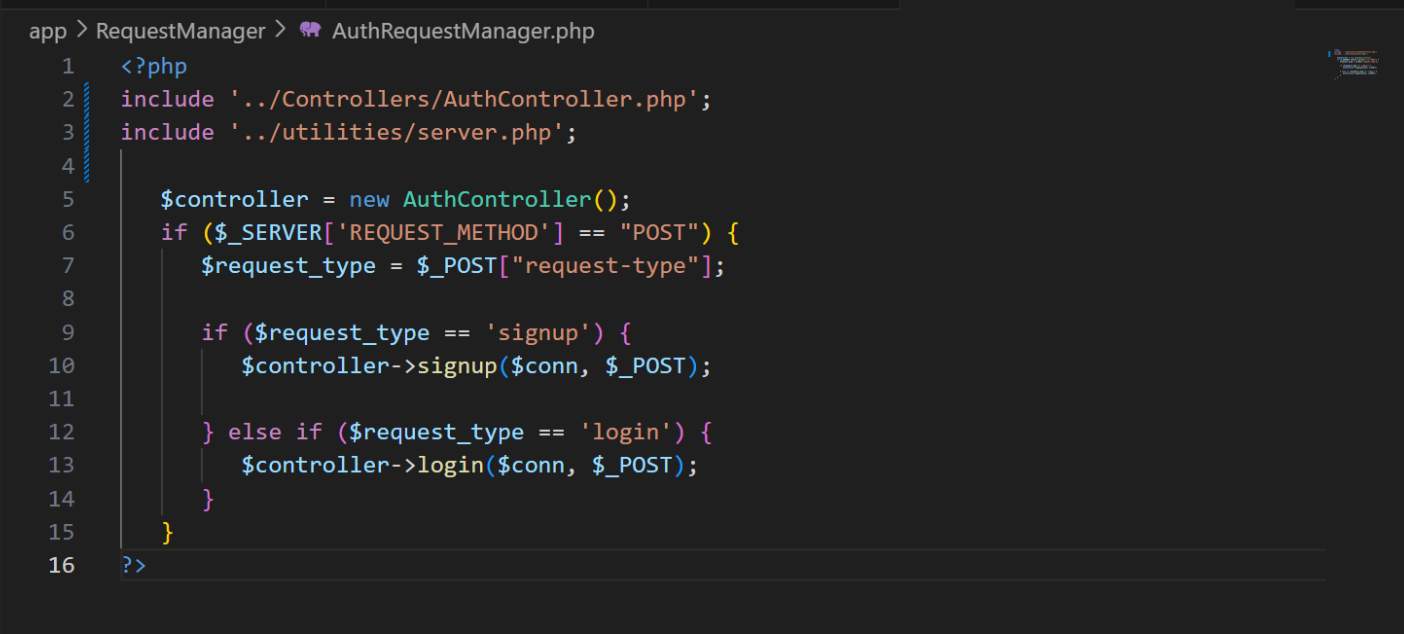 app > RequestManager > AuthRequestManager.php
1 <?php
2 include '../Controllers/AuthController.php';
3 include '../utilities/server.php';
4
5 $controller = new AuthController();
6 if ($_SERVER['REQUEST_METHOD'] == "POST") {
7 $request_type = $_POST["request-type"];
8
9 if ($request_type == 'signup') {
10 $controller->signup($conn, $_POST);
11
12 } else if ($request_type == 'login') {
13 $controller->login($conn, $_POST);
14 }
15 }
16 ?>